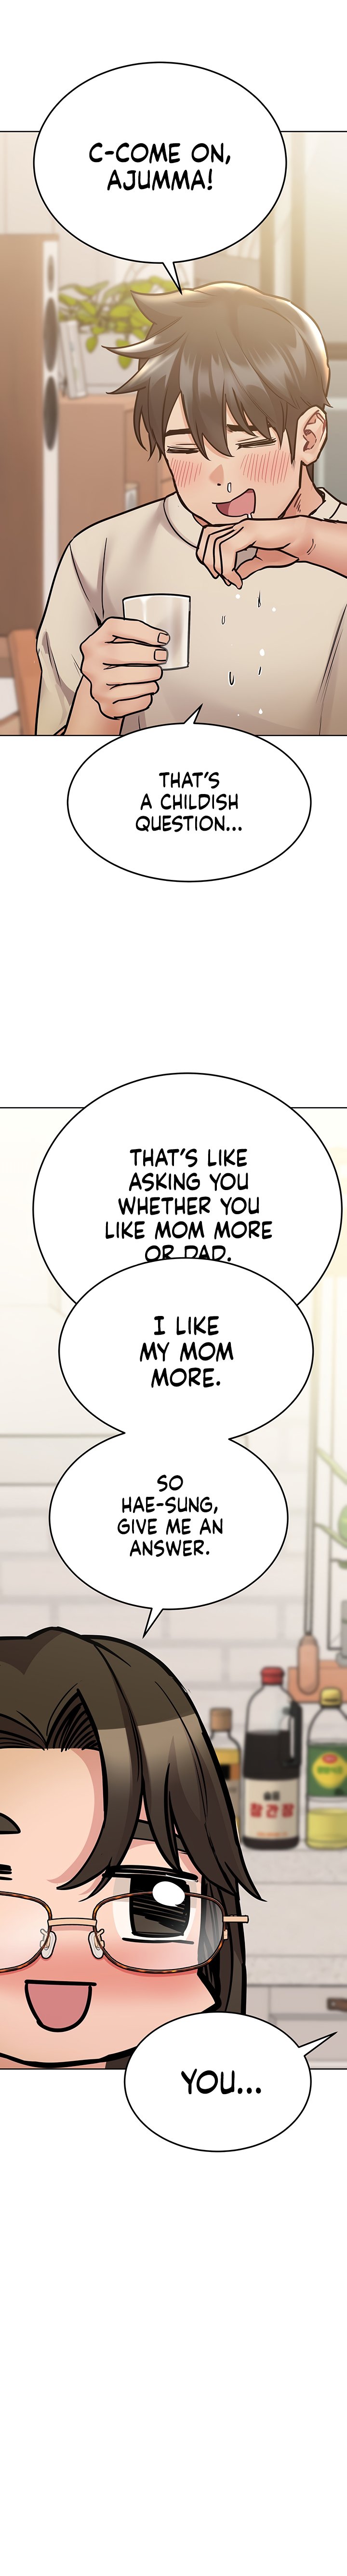 C-COME ON,
AJUMMA!
THAT'S
A CHILDISH
QUESTION...
THAT'S LIKE
ASKING YOU
WHETHER YOU
LIKE MOM MORE
OR DAD.
I LIKE
MY MOM
MORE.
SO
HAE-SUNG,
GIVE ME AN
ANSWER.
YOU...